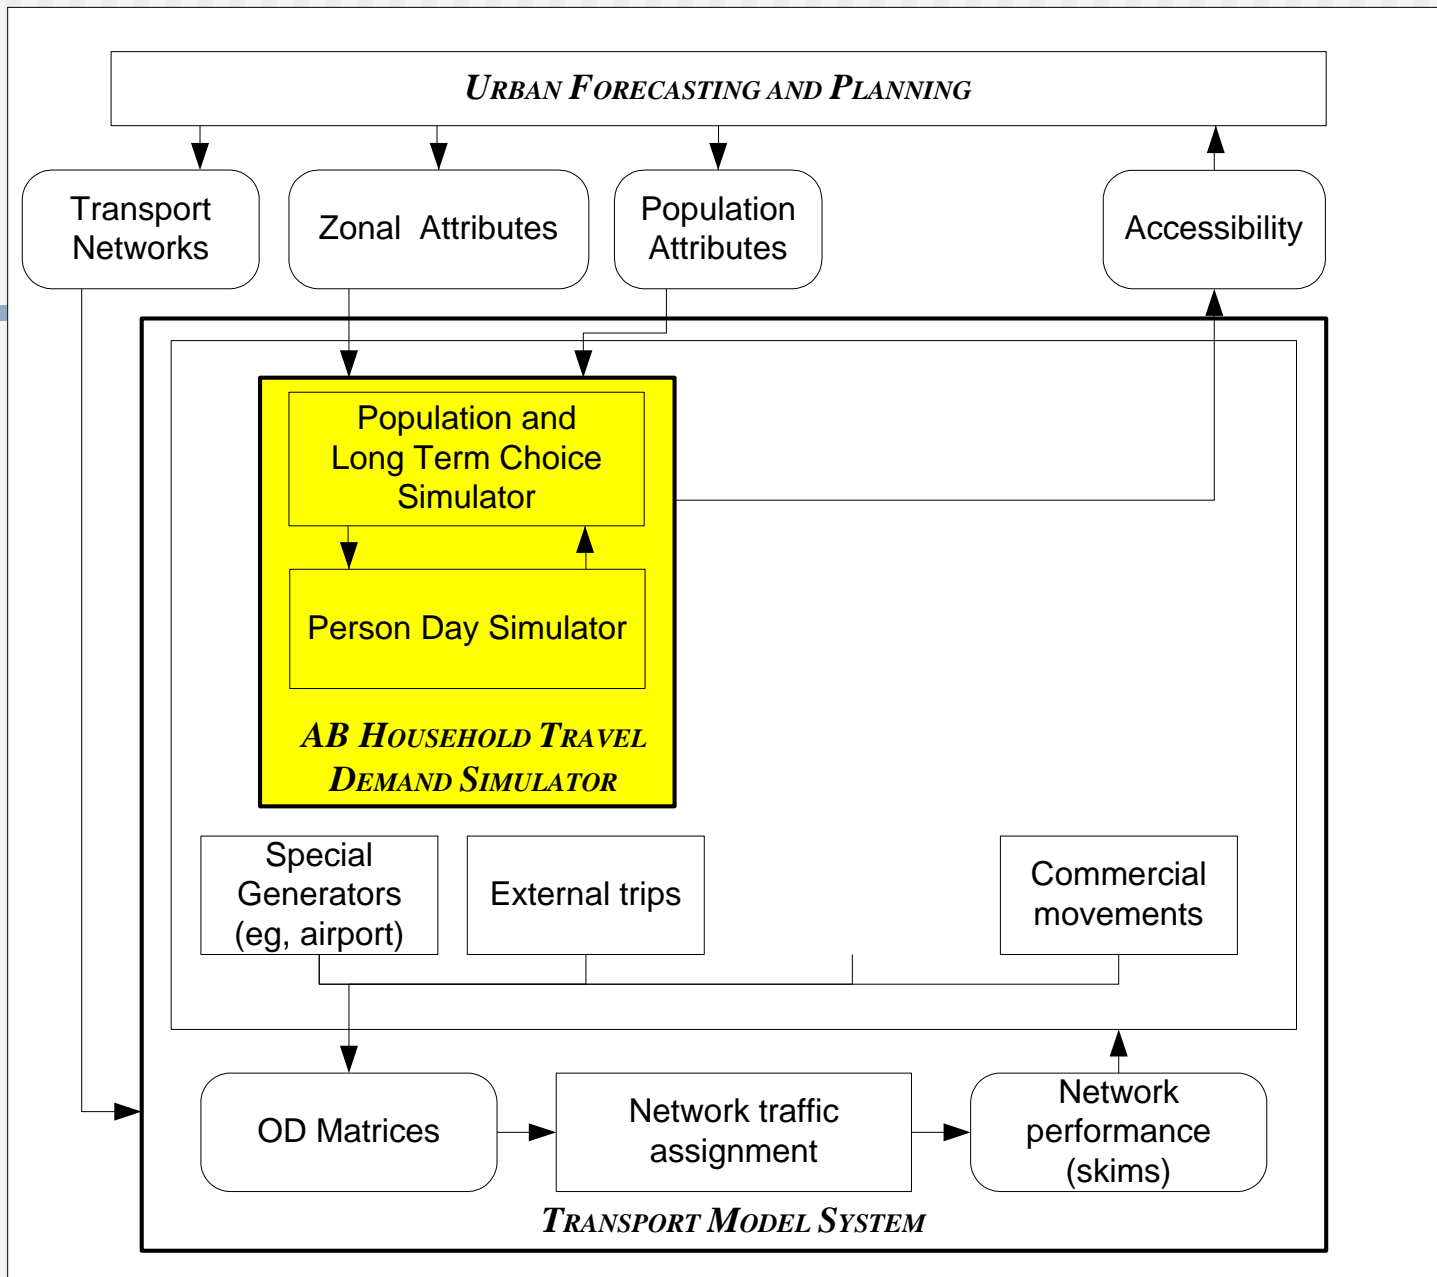 URBAN FORECASTING AND PLANNING
Transport
Networks
Zonal Attributes
Population
Attributes
Accessibility
Population and
Long Term Choice
Simulator
Person Day Simulator
AB HOUSEHOLD TRAVEL
DEMAND SIMULATOR
Special
Generators
(eg, airport)
External trips
Commercial
movements
OD Matrices
Network traffic
assignment
Network
performance
(skims)
TRANSPORT MODEL SYSTEM